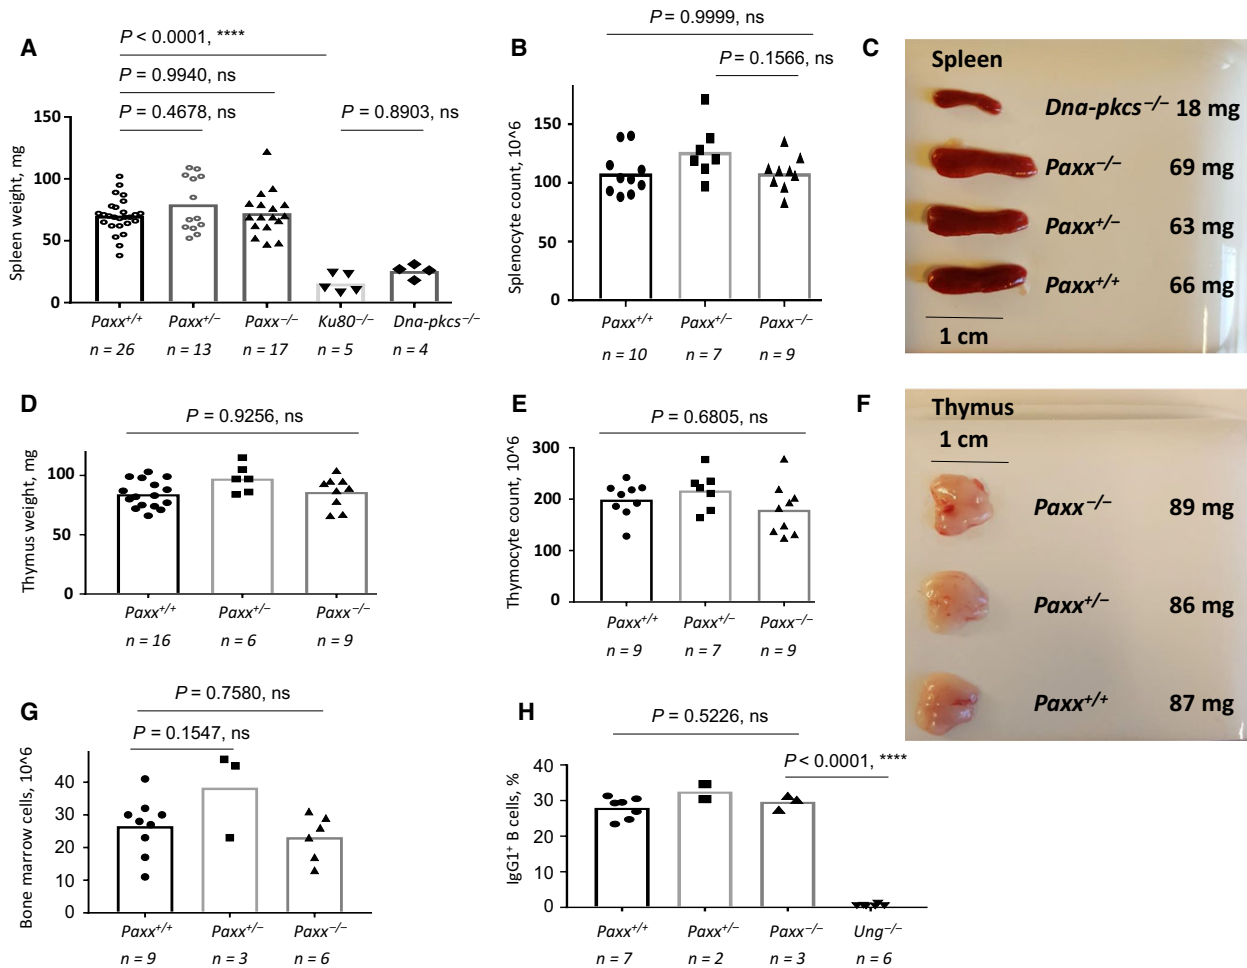 A
P < 0.0001, ****
P = 0.9940, ns
P = 0.4678, ns
P = 0.8903, ns
Spleen weight, mg
150
100
50
0
Paxx+/+ Paxx+/− Paxx−/− Ku80−/− Dna-pkcs−/−
n = 26 n = 13 n = 17 n = 5 n = 4
B
P = 0.9999, ns
P = 0.1566, ns
Splenocyte count, 10^6
150
100
50
0
Paxx+/+ Paxx+/− Paxx−/−
n = 10 n = 7 n = 9
C
Spleen
Dna-pkcs−/− 18 mg
Paxx−/− 69 mg
Paxx+/− 63 mg
Paxx+/+ 66 mg
1 cm
D
P = 0.9256, ns
Thymus weight, mg
100
50
0
Paxx+/+ Paxx+/− Paxx−/−
n = 16 n = 6 n = 9
E
P = 0.6805, ns
Thymocyte count, 10^6
300
200
100
0
Paxx+/+ Paxx+/− Paxx−/−
n = 9 n = 7 n = 9
F
Thymus
1 cm
Paxx−/− 89 mg
Paxx+/− 86 mg
Paxx+/+ 87 mg
G
P = 0.7580, ns
P = 0.1547, ns
Bone marrow cells, 10^6
40
30
20
10
0
Paxx+/+ Paxx+/− Paxx−/−
n = 9 n = 3 n = 6
H
P = 0.5226, ns
P < 0.0001, ****
IgG1+ B cells, %
40
30
20
10
0
Paxx+/+ Paxx+/− Paxx−/− Ung−/−
n = 7 n = 2 n = 3 n = 6